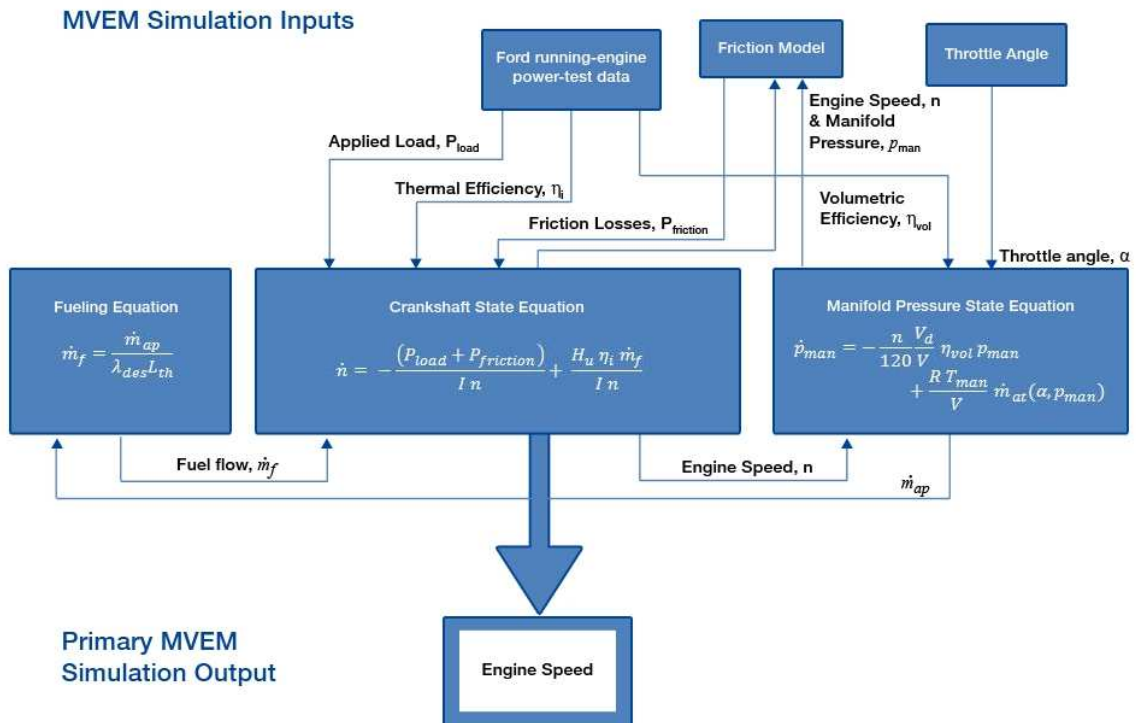 MVEM Simulation Inputs
Ford running-engine
power-test data
Friction Model
Throttle Angle
Applied Load, P_load
Thermal Efficiency, η_i
Friction Losses, P_friction
Engine Speed, n
& Manifold
Pressure, p_man
Volumetric
Efficiency, η_vol
Throttle angle, α
Fueling Equation
ṁ_f = ṁ_ap / λ_des L_th
Crankshaft State Equation
ṅ = − (P_load + P_friction) / I n + H_u η_i ṁ_f / I n
Manifold Pressure State Equation
ṗ_man = − n / 120 V_d / V η_vol p_man
+ R T_man / V ṁ_at(α, p_man)
Fuel flow, ṁ_f
Engine Speed, n
ṁ_ap
Primary MVEM
Simulation Output
Engine Speed